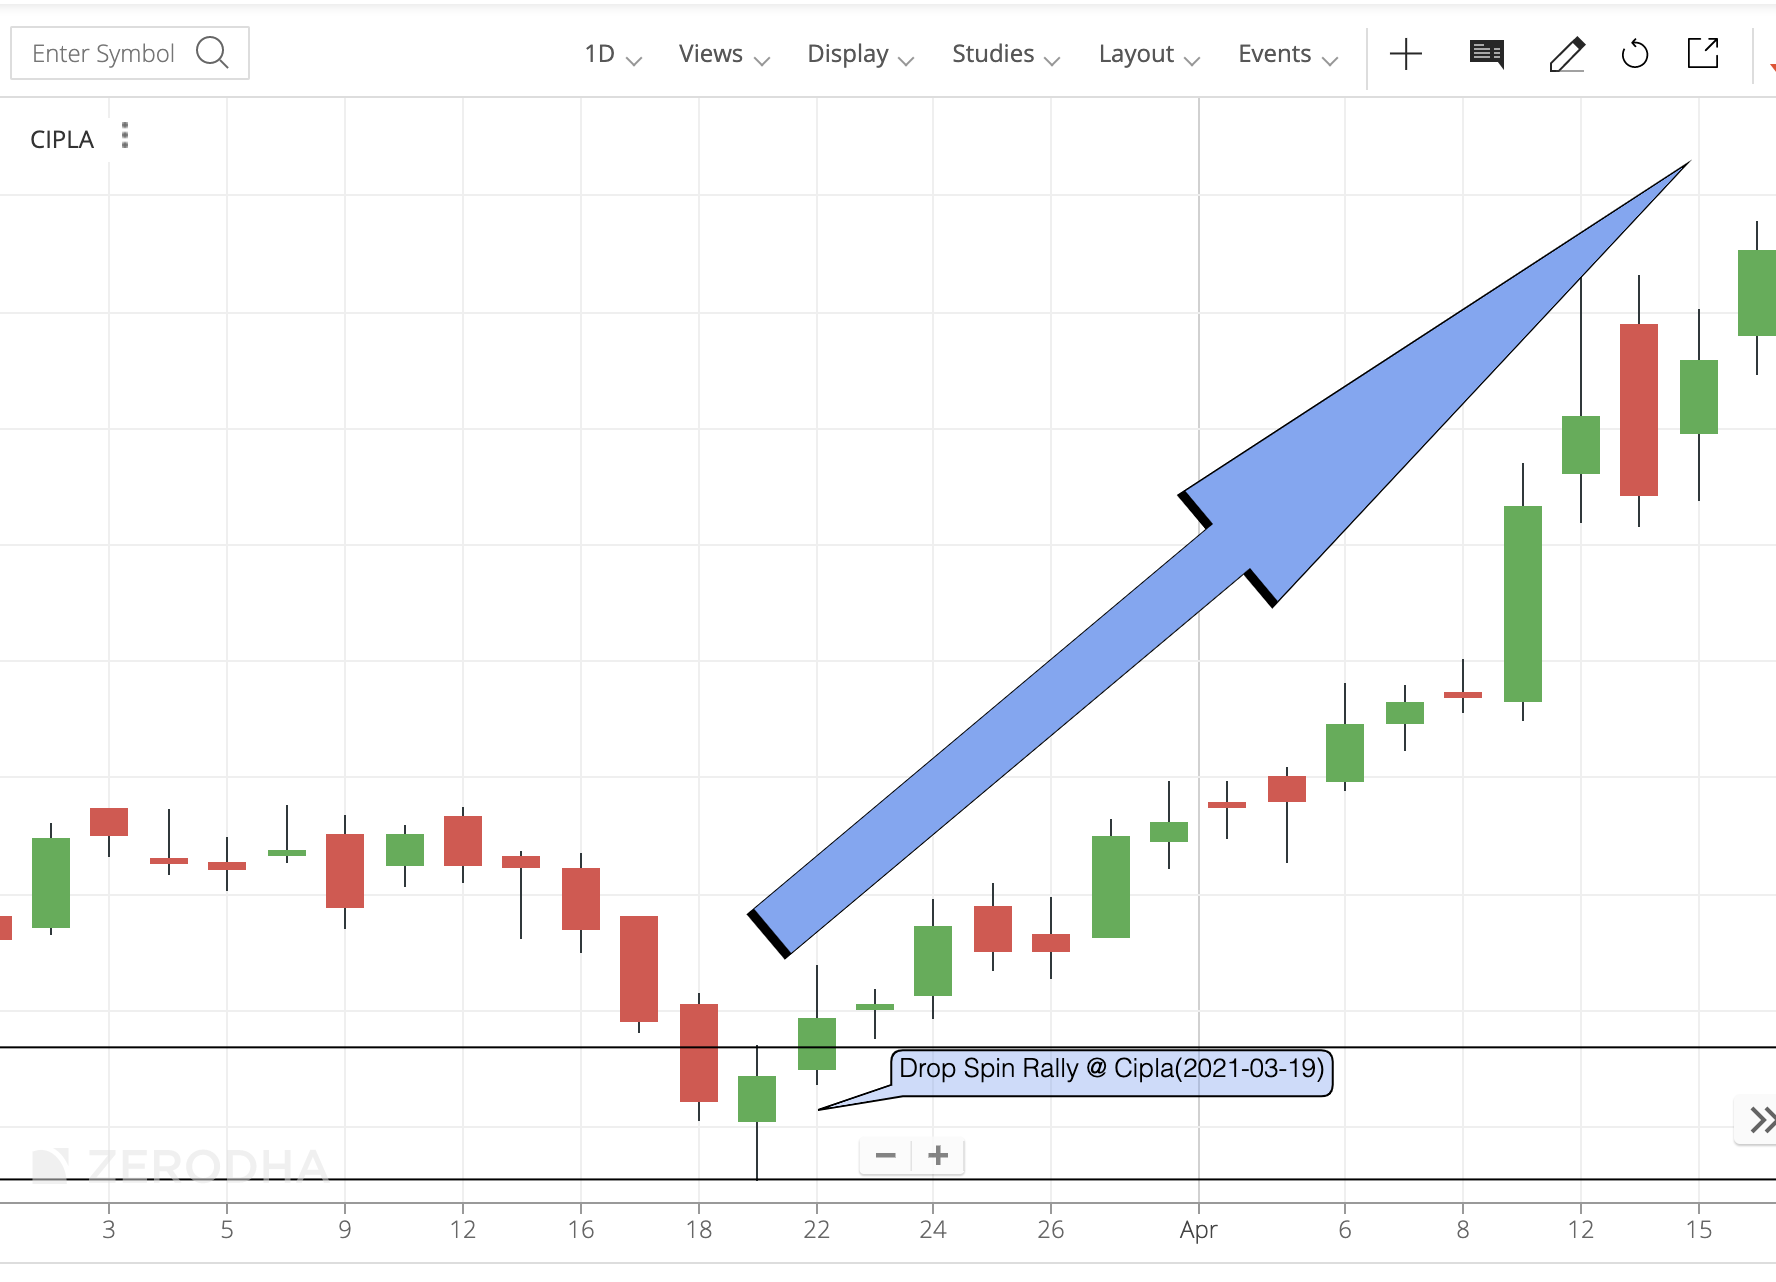 Enter Symbol
1D Views Display Studies Layout Events
CIPLA
Drop Spin Rally @ Cipla(2021-03-19)
ZERODHA
3 5 9 12 16 18 22 24 26 Apr 6 8 12 15